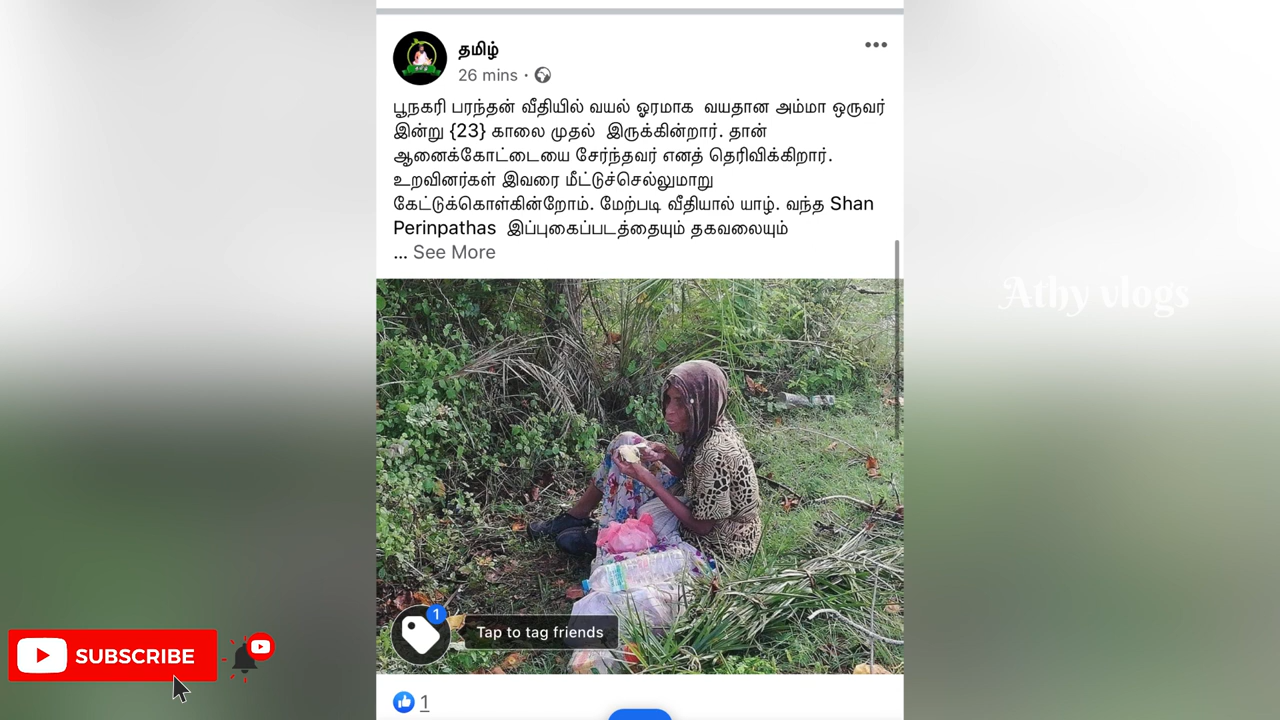 தமிழ்
26 mins ·
பூநகரி பரந்தன் வீதியில் வயல் ஓரமாக வயதான அம்மா ஒருவர்
இன்று {23} காலை முதல் இருக்கின்றார். தான்
ஆனைக்கோட்டையை சேர்ந்தவர் எனத் தெரிவிக்கிறார்.
உறவினர்கள் இவரை மீட்டுச்செல்லுமாறு
கேட்டுக்கொள்கின்றோம். மேற்படி வீதியால் யாழ். வந்த Shan
Perinpathas இப்புகைப்படத்தையும் தகவலையும்
... See More
Athy vlogs
1
Tap to tag friends
SUBSCRIBE
1